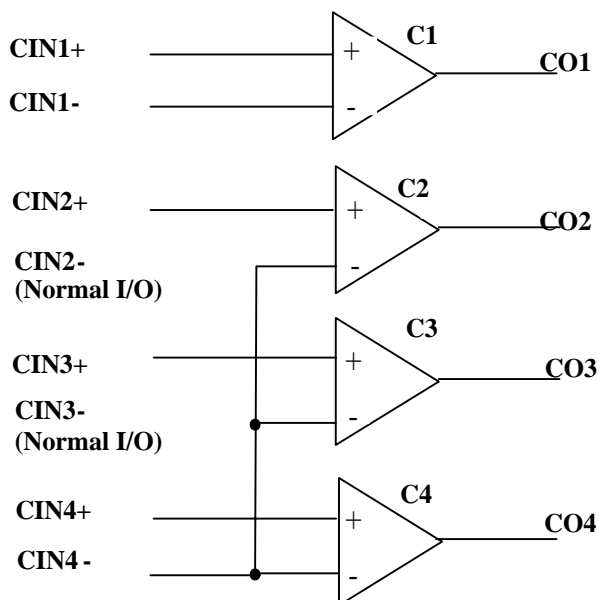 C1
CIN1+
CO1
+
CIN1-
-
C2
CIN2+
+
CO2
CIN2-
-
(Normal I/O)
C3
CIN3+
+
CO3
CIN3-
-
(Normal I/O)
C4
CIN4+
+
CO4
CIN4 -
-